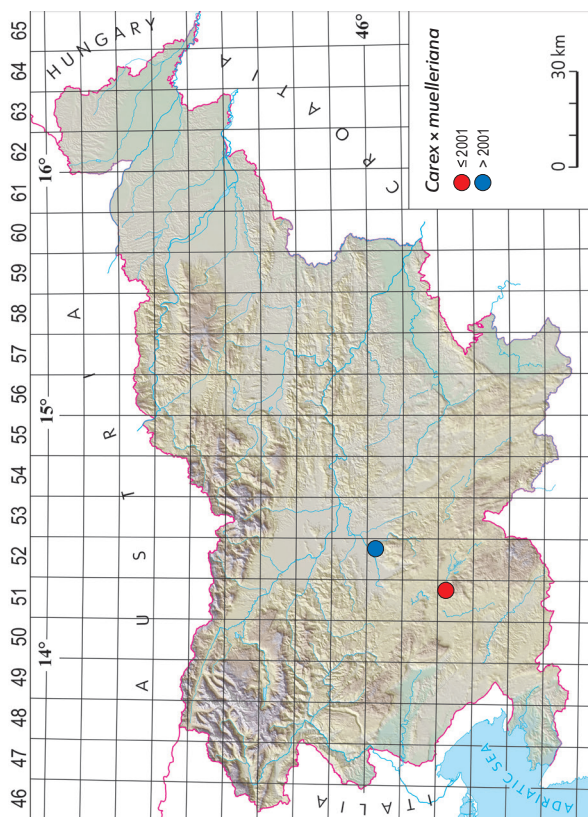 46 47 48 49 50 51 52 53 54 55 56 57 58 59 60 61 62 63 64 65
14° 15° 16°
HUNGARY
AUSTRIA
ITALIA
CROATIA
46°
ADRIATIC SEA
Carex × muelleriana
≤ 2001
> 2001
0 30 km